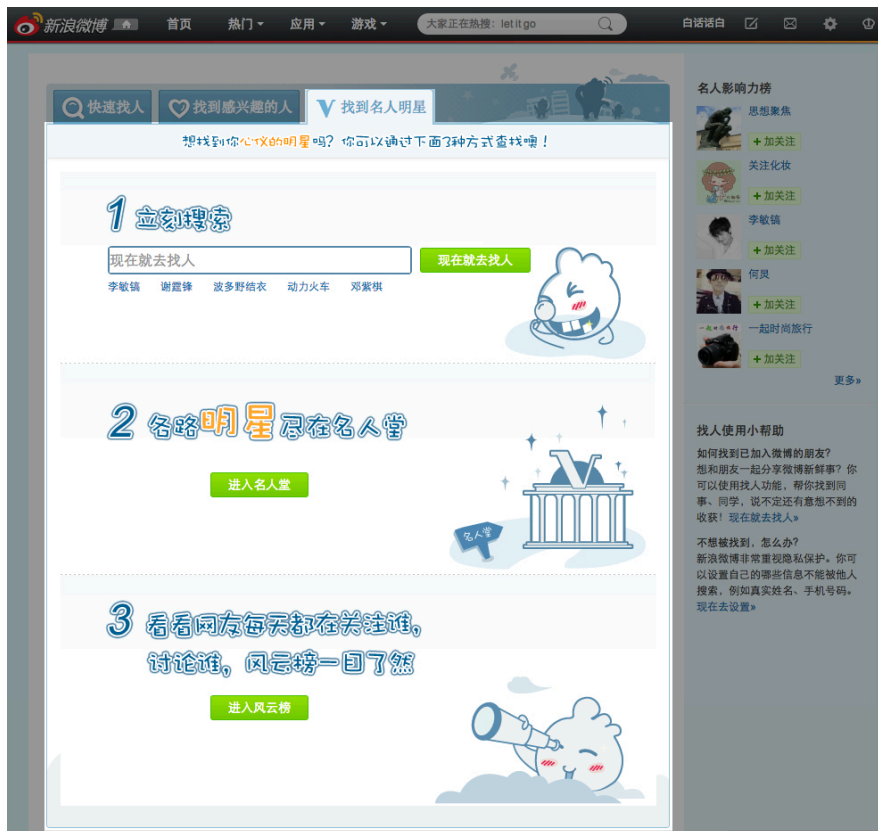 新浪微博
首页
热门
应用
游戏
大家正在热搜：let it go
白话话白
快速找人
找到感兴趣的人
找到名人明星
想找到你心仪的明星吗？你可以通过下面3种方式查找噢！
1 立刻搜索
现在就去找人
现在就去找人
李敏镐 谢霆锋 波多野结衣 动力火车 邓紫棋
2 各路明星尽在名人堂
进入名人堂
名人堂
3 看看网友每天都在关注谁，
讨论谁，风云榜一目了然
进入风云榜
名人影响力榜
思想聚焦
+加关注
关注化妆
+加关注
李敏镐
+加关注
何炅
+加关注
一起时尚旅行
一起时尚旅行
+加关注
更多»
找人使用小帮助
如何找到已加入微博的朋友？
想和朋友一起分享微博新鲜事？你
可以使用找人功能，帮你找到同
事、同学，说不定还有意想不到的
收获！现在就去找人»
不想被找到，怎么办？
新浪微博非常重视隐私保护。你可
以设置自己的哪些信息不能被他人
搜索，例如真实姓名、手机号码。
现在去设置»